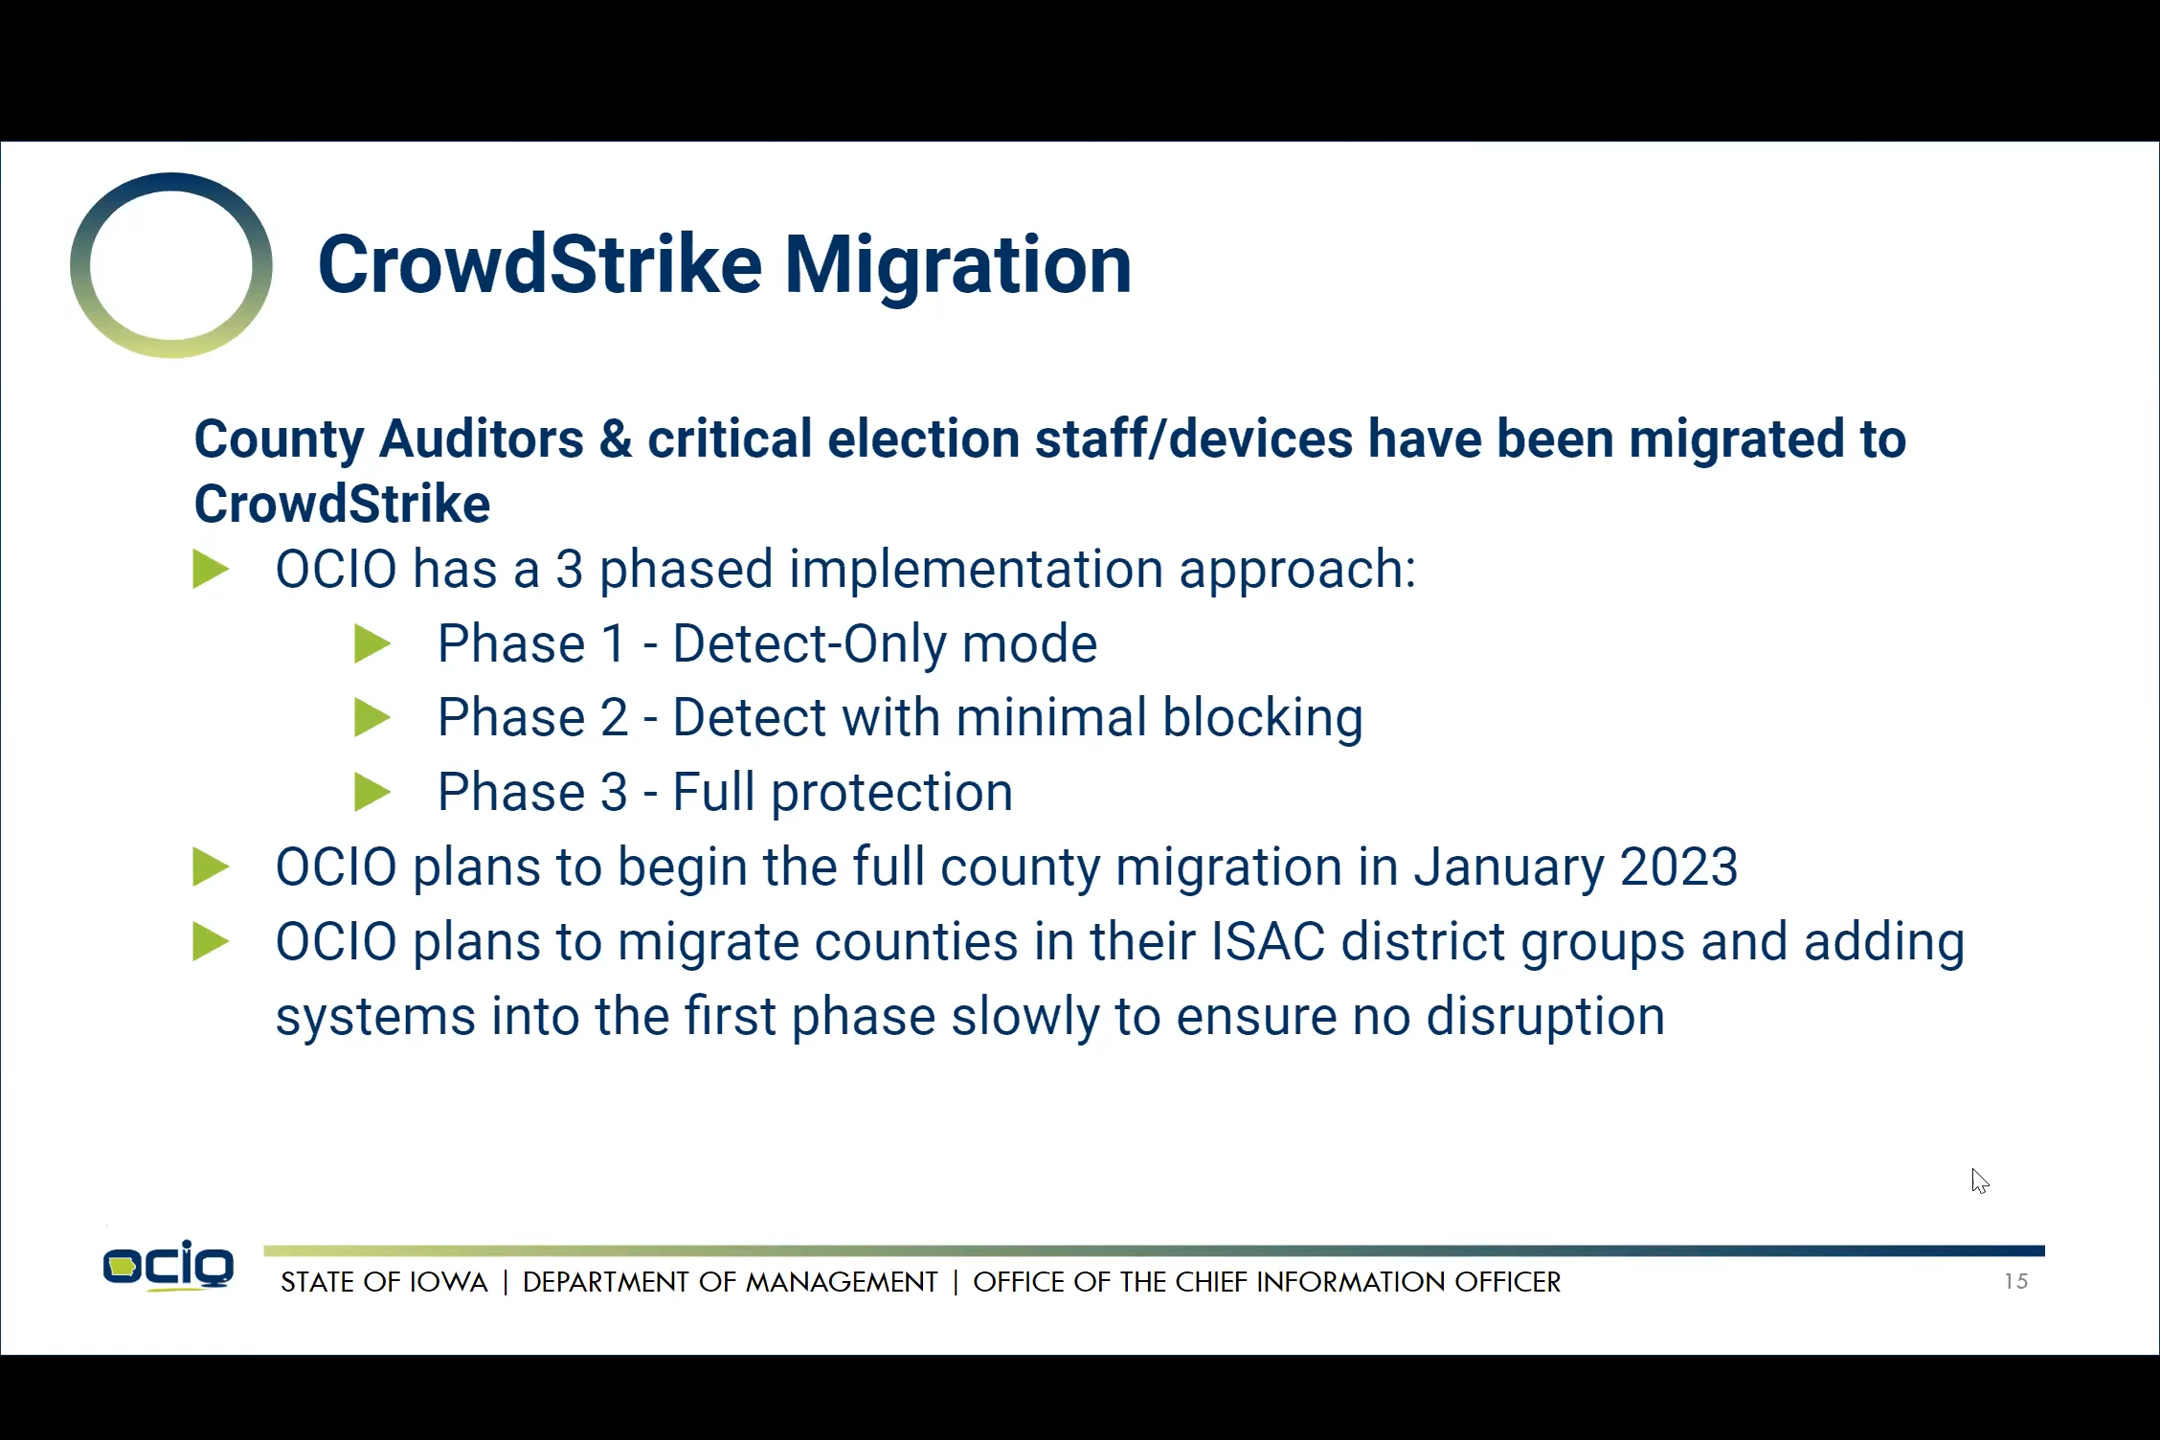 CrowdStrike Migration
County Auditors & critical election staff/devices have been migrated to
CrowdStrike
OCIO has a 3 phased implementation approach:
Phase 1 - Detect-Only mode
Phase 2 - Detect with minimal blocking
Phase 3 - Full protection
OCIO plans to begin the full county migration in January 2023
OCIO plans to migrate counties in their ISAC district groups and adding
systems into the first phase slowly to ensure no disruption
ocio
STATE OF IOWA | DEPARTMENT OF MANAGEMENT | OFFICE OF THE CHIEF INFORMATION OFFICER
15